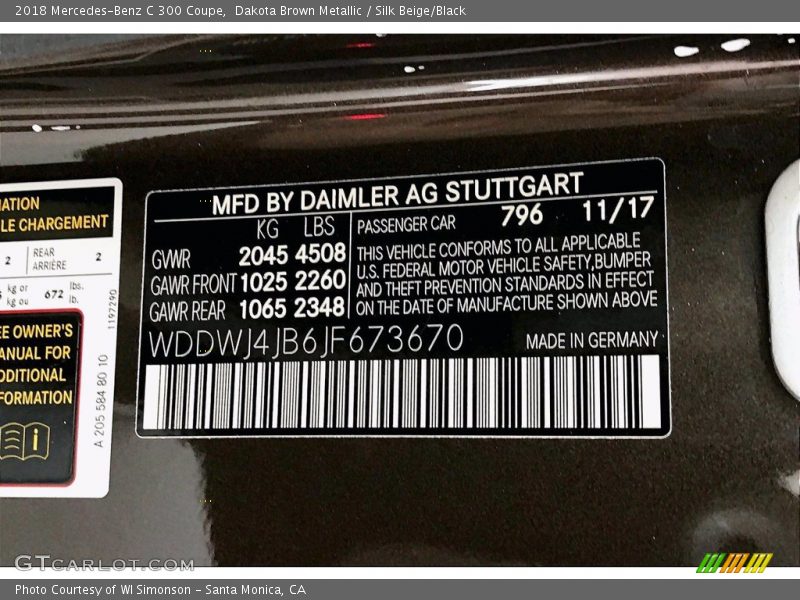 2018 Mercedes-Benz C 300 Coupe,  Dakota Brown Metallic / Silk Beige/Black
MFD BY DAIMLER AG STUTTGART
KG LBS
GWR 2045 4508
GAWR FRONT 1025 2260
GAWR REAR 1065 2348
PASSENGER CAR 796 11/17
THIS VEHICLE CONFORMS TO ALL APPLICABLE
U.S. FEDERAL MOTOR VEHICLE SAFETY, BUMPER
AND THEFT PREVENTION STANDARDS IN EFFECT
ON THE DATE OF MANUFACTURE SHOWN ABOVE
WDDWJ4JB6JF673670
MADE IN GERMANY
LE CHARGEMENT
2 REAR 2
ARRIÈRE
kg or 672 lbs.
kg ou lb.
1197290
EE OWNER'S
ANUAL FOR
DDITIONAL
FORMATION
i
A 205 584 80 10
GTCARLOT.COM
Photo Courtesy of WI Simonson - Santa Monica, CA